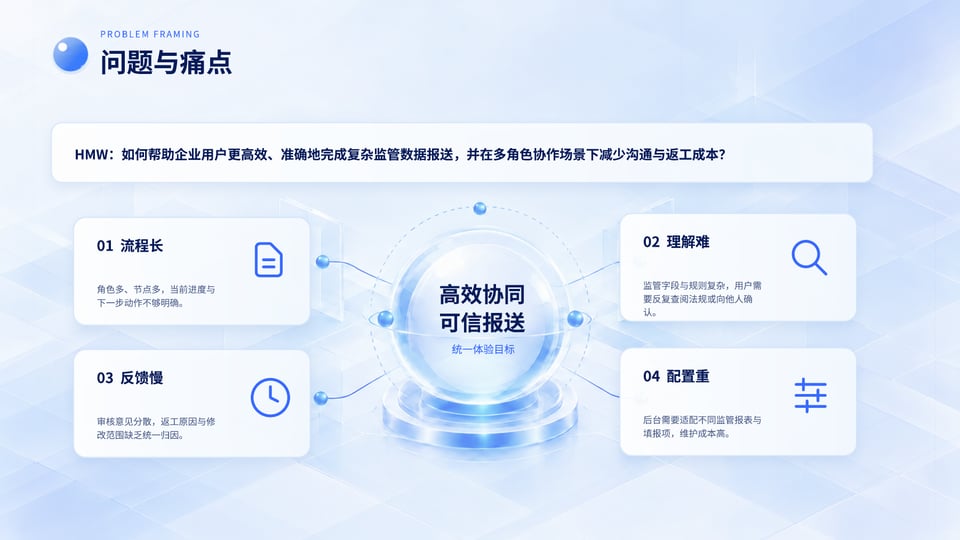 PROBLEM FRAMING
问题与痛点
HMW：如何帮助企业用户更高效、准确地完成复杂监管数据报送，并在多角色协作场景下减少沟通与返工成本？
01 流程长
角色多、节点多，当前进度与
下一步动作不够明确。
02 理解难
监管字段与规则复杂，用户需
要反复查阅法规或向他人确
认。
高效协同
可信报送
统一体验目标
03 反馈慢
审核意见分散，返工原因与修
改范围缺乏统一归因。
04 配置重
后台需要适配不同监管报表与
填报项，维护成本高。